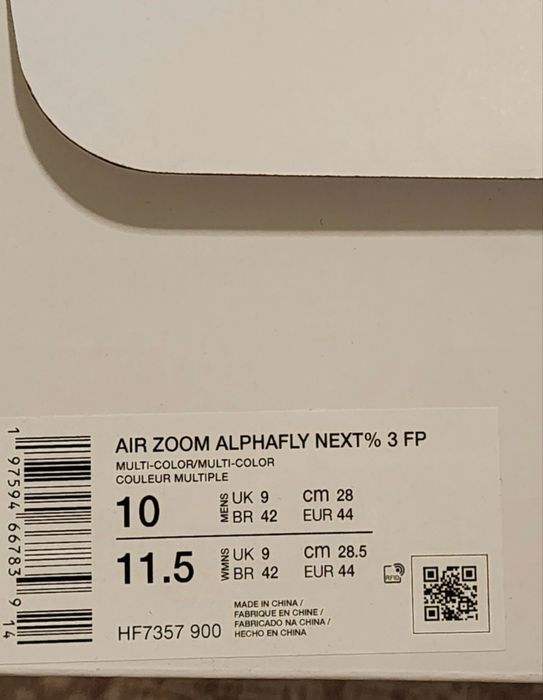 AIR ZOOM ALPHAFLY NEXT% 3 FP
MULTI-COLOR/MULTI-COLOR
COULEUR MULTIPLE
10 MENS UK 9 cm 28
BR 42 EUR 44
11.5 WMNS UK 9 cm 28.5
BR 42 EUR 44
RFID
MADE IN CHINA /
FABRIQUE EN CHINE /
FABRICADO NA CHINA /
HECHO EN CHINA
HF7357 900
1 97594 66783 9 14